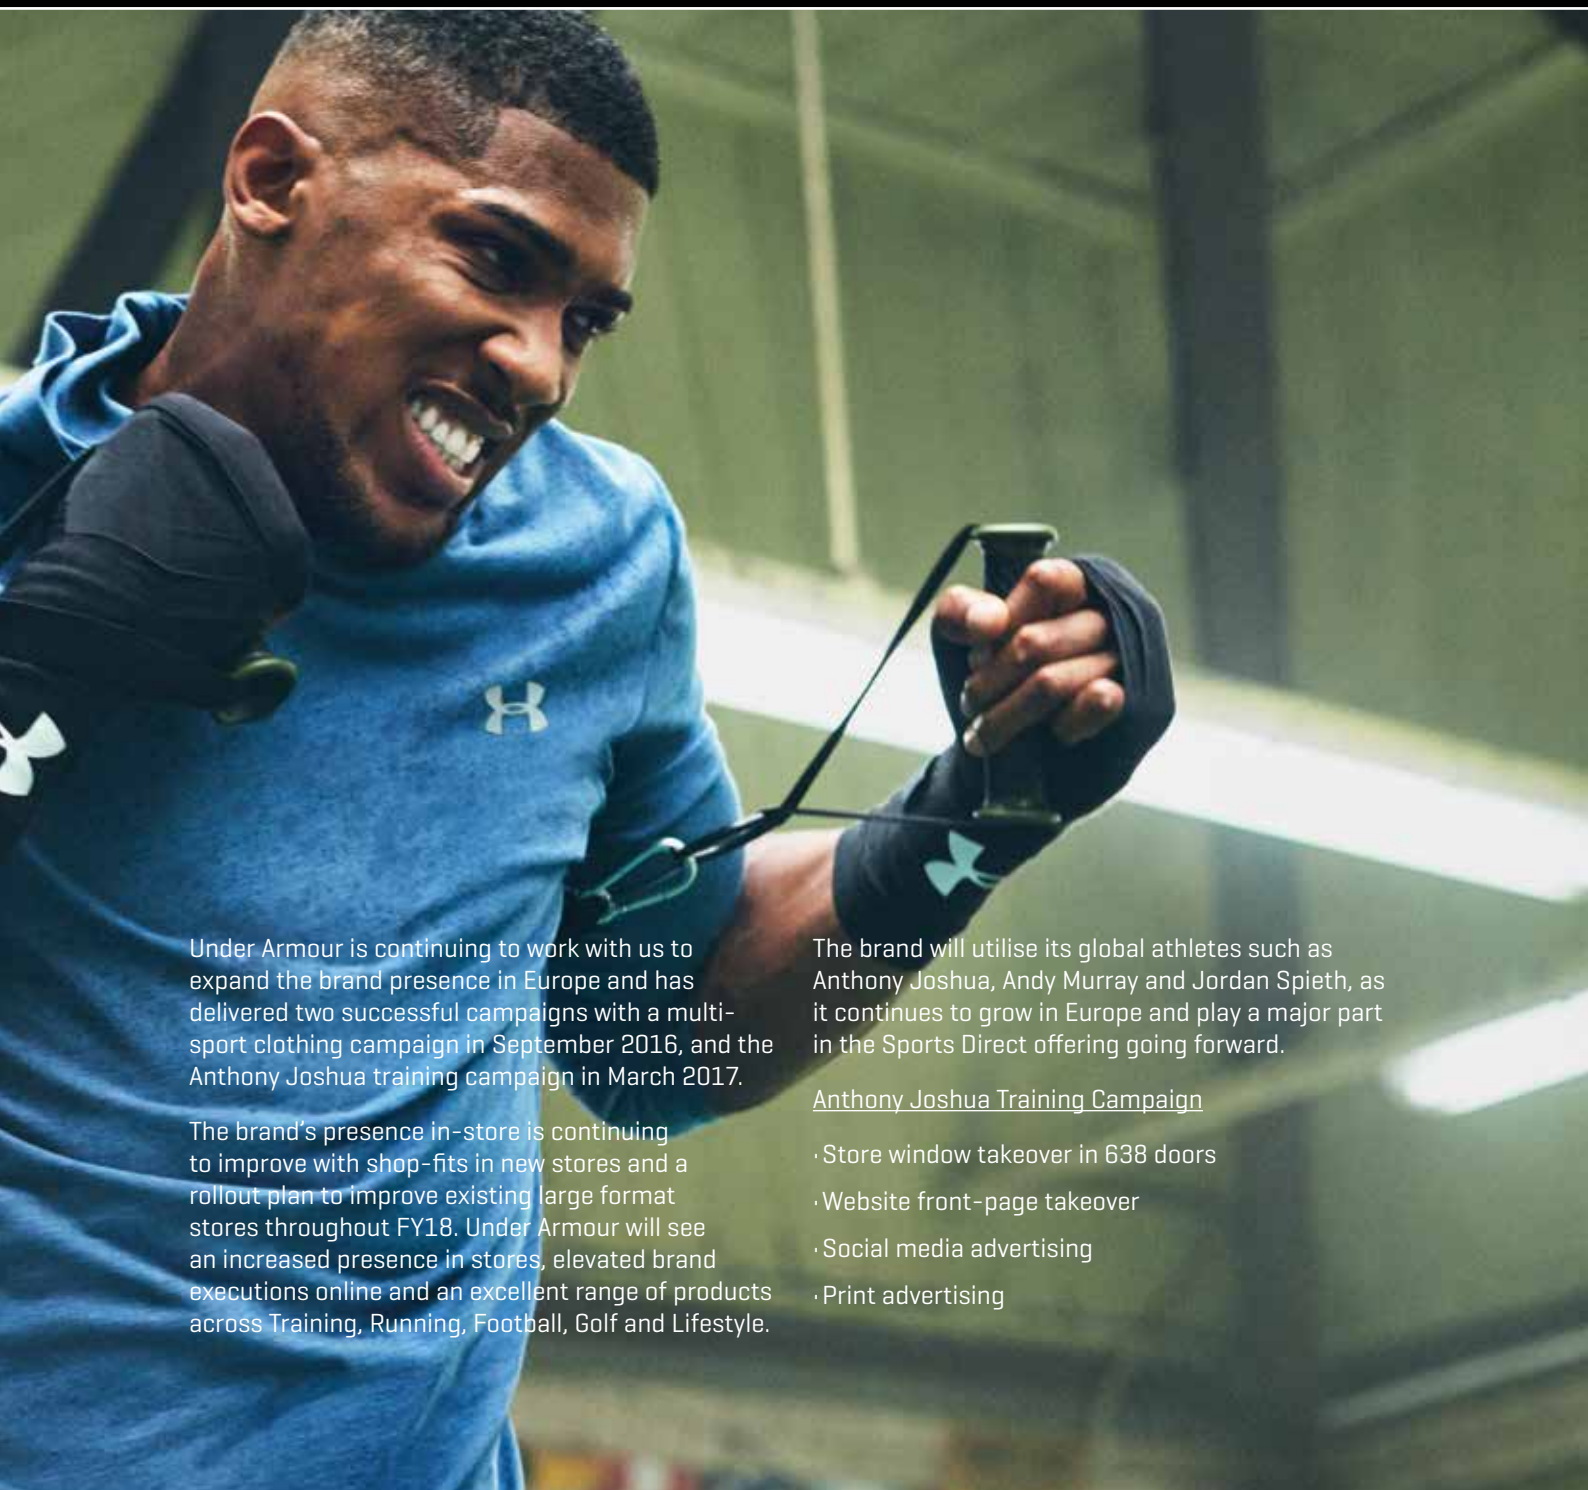 Under Armour is continuing to work with us to
expand the brand presence in Europe and has
delivered two successful campaigns with a multi-
sport clothing campaign in September 2016, and the
Anthony Joshua training campaign in March 2017.
The brand's presence in-store is continuing
to improve with shop-fits in new stores and a
rollout plan to improve existing large format
stores throughout FY18. Under Armour will see
an increased presence in stores, elevated brand
executions online and an excellent range of products
across Training, Running, Football, Golf and Lifestyle.
The brand will utilise its global athletes such as
Anthony Joshua, Andy Murray and Jordan Spieth, as
it continues to grow in Europe and play a major part
in the Sports Direct offering going forward.
Anthony Joshua Training Campaign
· Store window takeover in 638 doors
· Website front-page takeover
· Social media advertising
· Print advertising